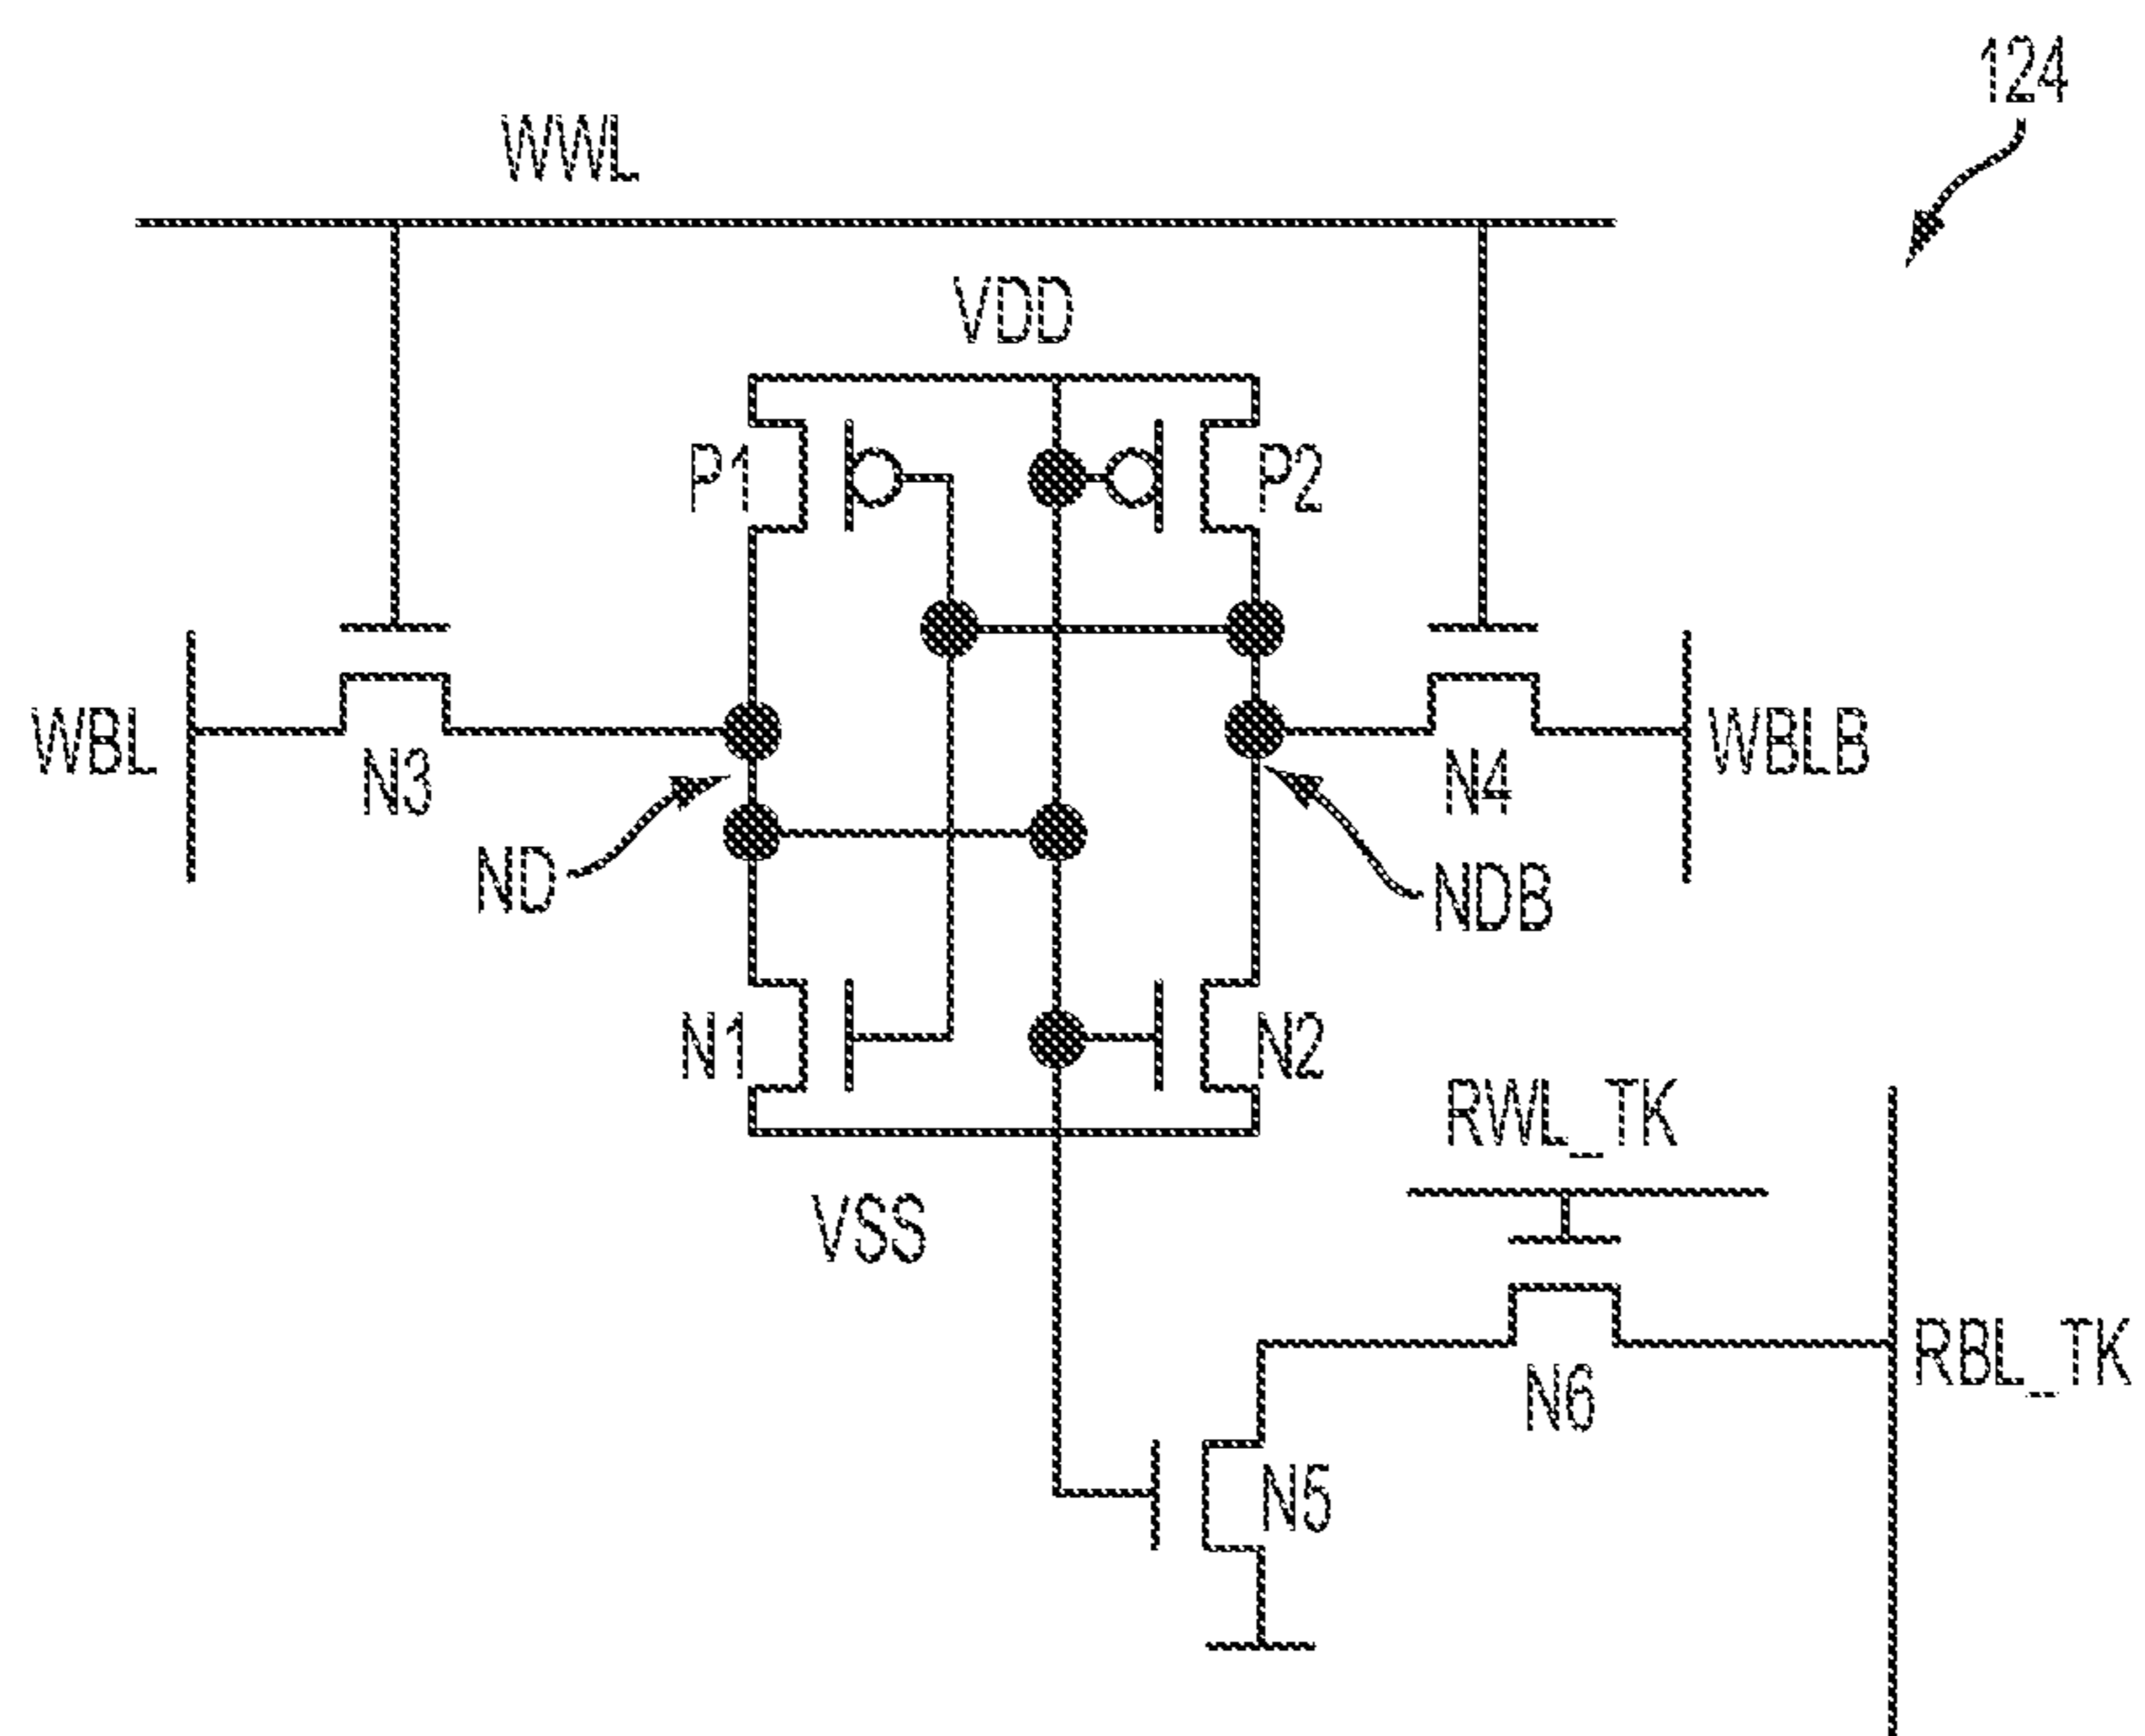 124
WWL
VDD
P1
P2
WBL
N3
N4
WBLB
ND
NDB
N1
N2
RWL_TK
VSS
RBL_TK
N6
N5